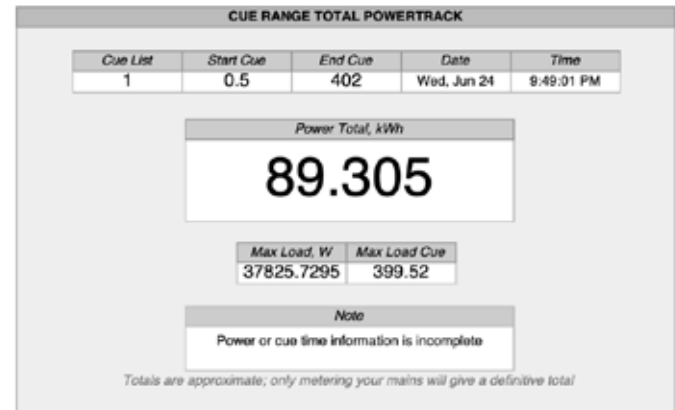 CUE RANGE TOTAL POWERTRACK
Cue List Start Cue End Cue Date Time
1 0.5 402 Wed, Jun 24 9:49:01 PM
Power Total, kWh
89.305
Max Load, W Max Load Cue
37825.7295 399.52
Note
Power or cue time information is incomplete
Totals are approximate; only metering your mains will give a definitive total